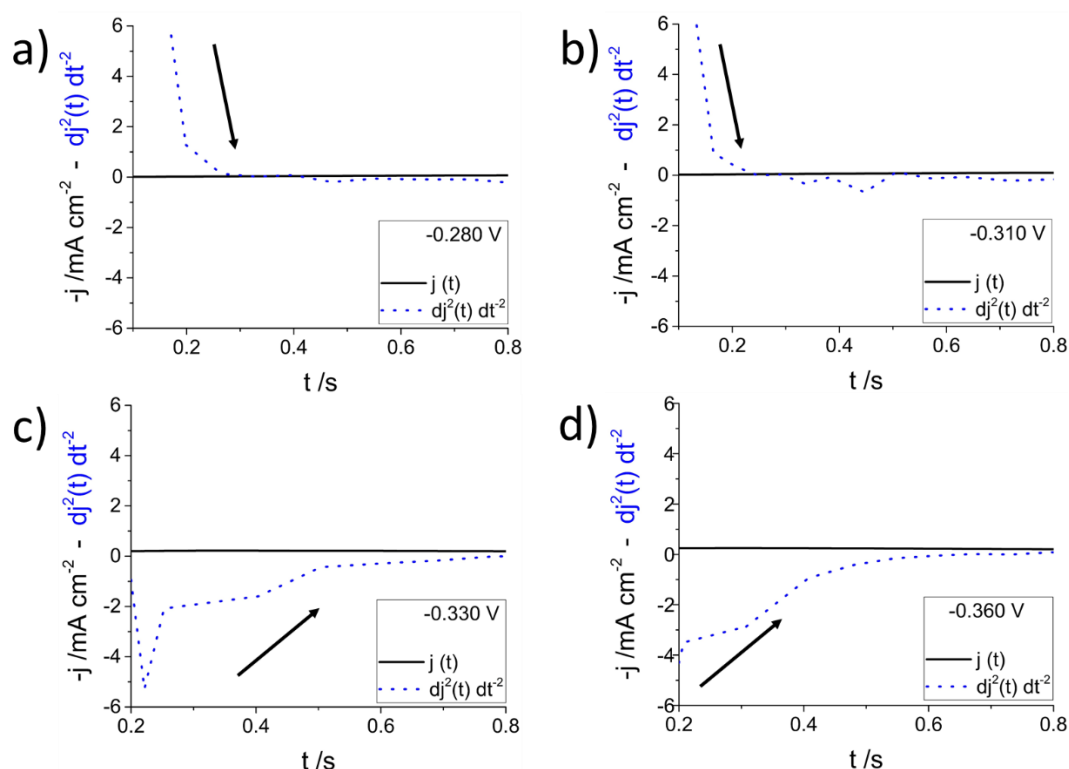 a)
-j /mA cm⁻² - dj²(t) dt⁻²
6
4
2
0
-2
-4
-6
-0.280 V
j (t)
dj²(t) dt⁻²
0.2 0.4 0.6 0.8
t /s
b)
-j /mA cm⁻² - dj²(t) dt⁻²
6
4
2
0
-2
-4
-6
-0.310 V
j (t)
dj²(t) dt⁻²
0.2 0.4 0.6 0.8
t /s
c)
-j /mA cm⁻² - dj²(t) dt⁻²
6
4
2
0
-2
-4
-6
-0.330 V
j (t)
dj²(t) dt⁻²
0.2 0.4 0.6 0.8
t /s
d)
-j /mA cm⁻² - dj²(t) dt⁻²
6
4
2
0
-2
-4
-6
-0.360 V
j (t)
dj²(t) dt⁻²
0.2 0.4 0.6 0.8
t /s